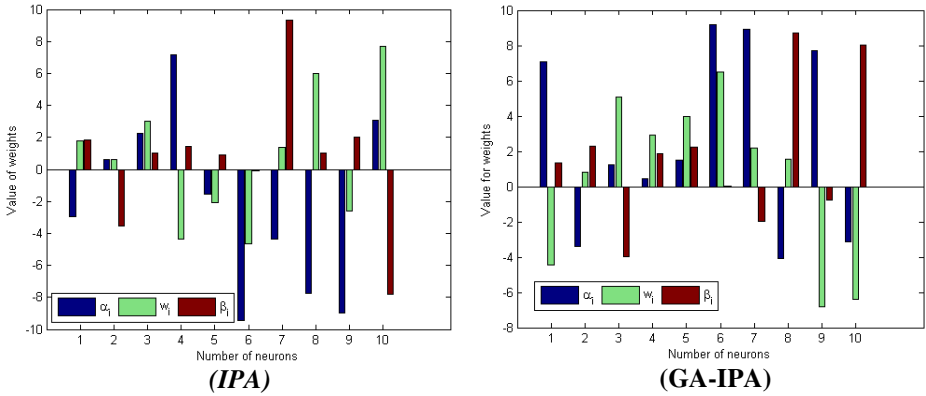 10
8
6
4
2
0
-2
-4
-6
-8
-10
Value of weights
αi wi βi
1 2 3 4 5 6 7 8 9 10
Number of neurons
(IPA)
10
8
6
4
2
0
-2
-4
-6
-8
Value for weights
αi wi βi
1 2 3 4 5 6 7 8 9 10
Number of neurons
(GA-IPA)